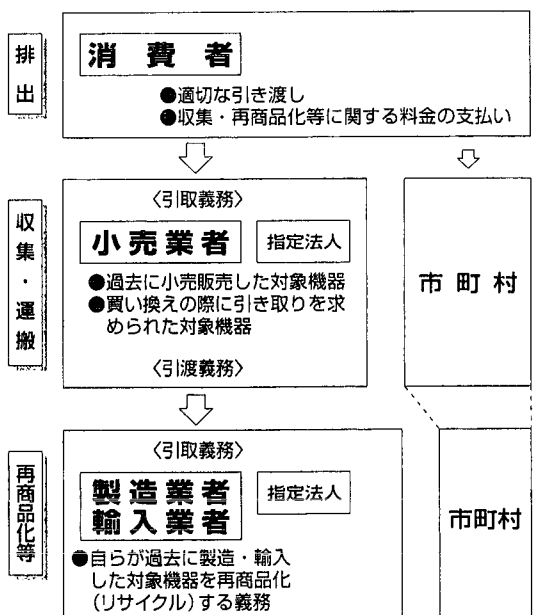 排出
消費者
●適切な引き渡し
●収集・再商品化等に関する料金の支払い
収集・運搬
〈引取義務〉
小売業者
指定法人
●過去に小売販売した対象機器
●買い換えの際に引き取りを求
められた対象機器
〈引渡義務〉
市町村
再商品化等
〈引取義務〉
製造業者
輸入業者
指定法人
●自らが過去に製造・輸入
した対象機器を再商品化
(リサイクル)する義務
市町村